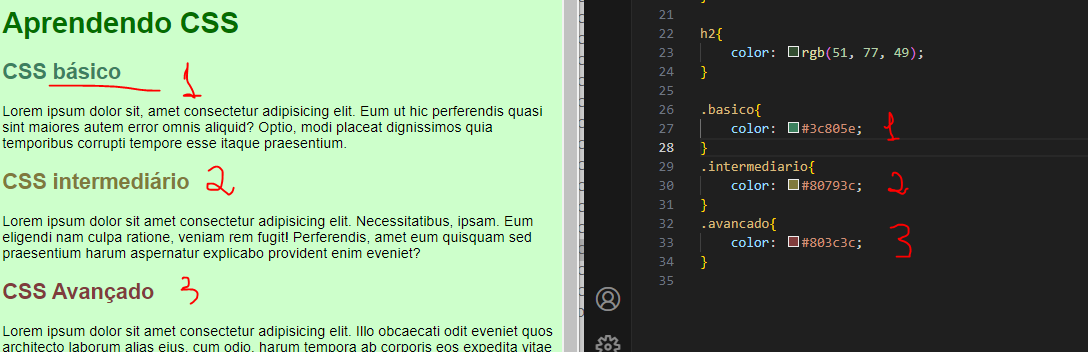 Aprendendo CSS
CSS básico 1
Lorem ipsum dolor sit, amet consectetur adipisicing elit. Eum ut hic perferendis quasi
sint maiores autem error omnis aliquid? Optio, modi placeat dignissimos quia
temporibus corrupti tempore esse itaque praesentium.
CSS intermediário 2
Lorem ipsum dolor sit amet consectetur adipisicing elit. Necessitatibus, ipsam. Eum
eligendi nam culpa ratione, veniam rem fugit! Perferendis, amet eum quisquam sed
praesentium harum aspernatur explicabo provident enim eveniet?
CSS Avançado 3
Lorem ipsum dolor sit amet consectetur adipisicing elit. Illo obcaecati odit eveniet quos
architecto laborum alias eius, cum odio, harum tempora ab corporis eos expedita vitae
21
22 h2{
23 color: rgb(51, 77, 49);
24 }
25
26 .basico{
27 color: #3c805e; 1
28 }
29 .intermediario{
30 color: #80793c; 2
31 }
32 .avancado{
33 color: #803c3c; 3
34 }
35